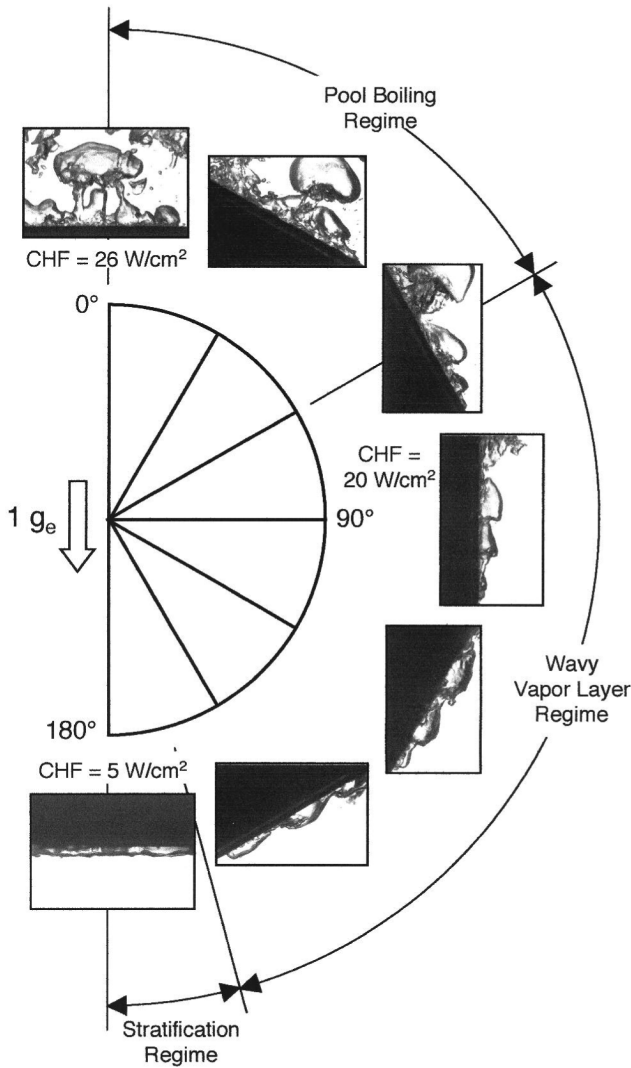 Pool Boiling
Regime
CHF = 26 W/cm²
0°
CHF =
20 W/cm²
1 gₑ
90°
Wavy
Vapor Layer
Regime
180°
CHF = 5 W/cm²
Stratification
Regime